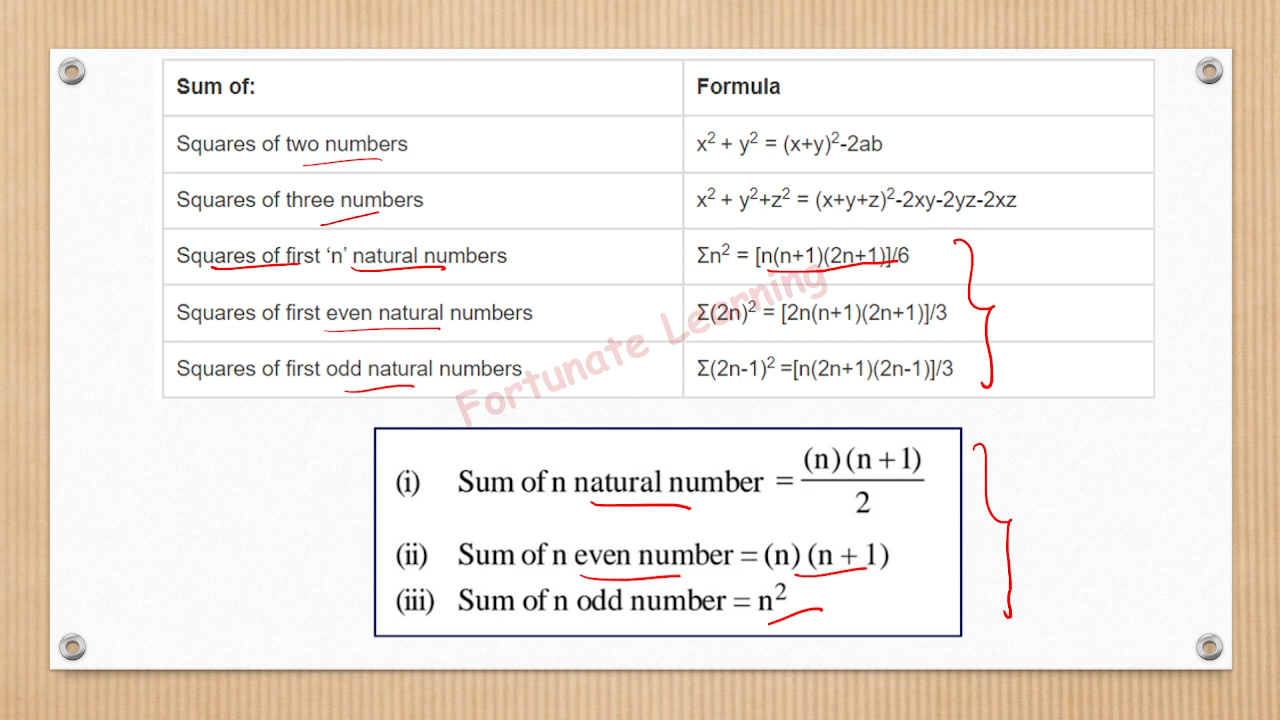 Sum of: Formula
Squares of two numbers x² + y² = (x+y)²-2ab
Squares of three numbers x² + y²+z² = (x+y+z)²-2xy-2yz-2xz
Squares of first ‘n’ natural numbers Σn² = [n(n+1)(2n+1)]/6
Squares of first even natural numbers Σ(2n)² = [2n(n+1)(2n+1)]/3
Squares of first odd natural numbers Σ(2n-1)² =[n(2n+1)(2n-1)]/3
Fortunate Learning
(i) Sum of n natural number = (n)(n+1)/2
(ii) Sum of n even number = (n) (n + 1)
(iii) Sum of n odd number = n²